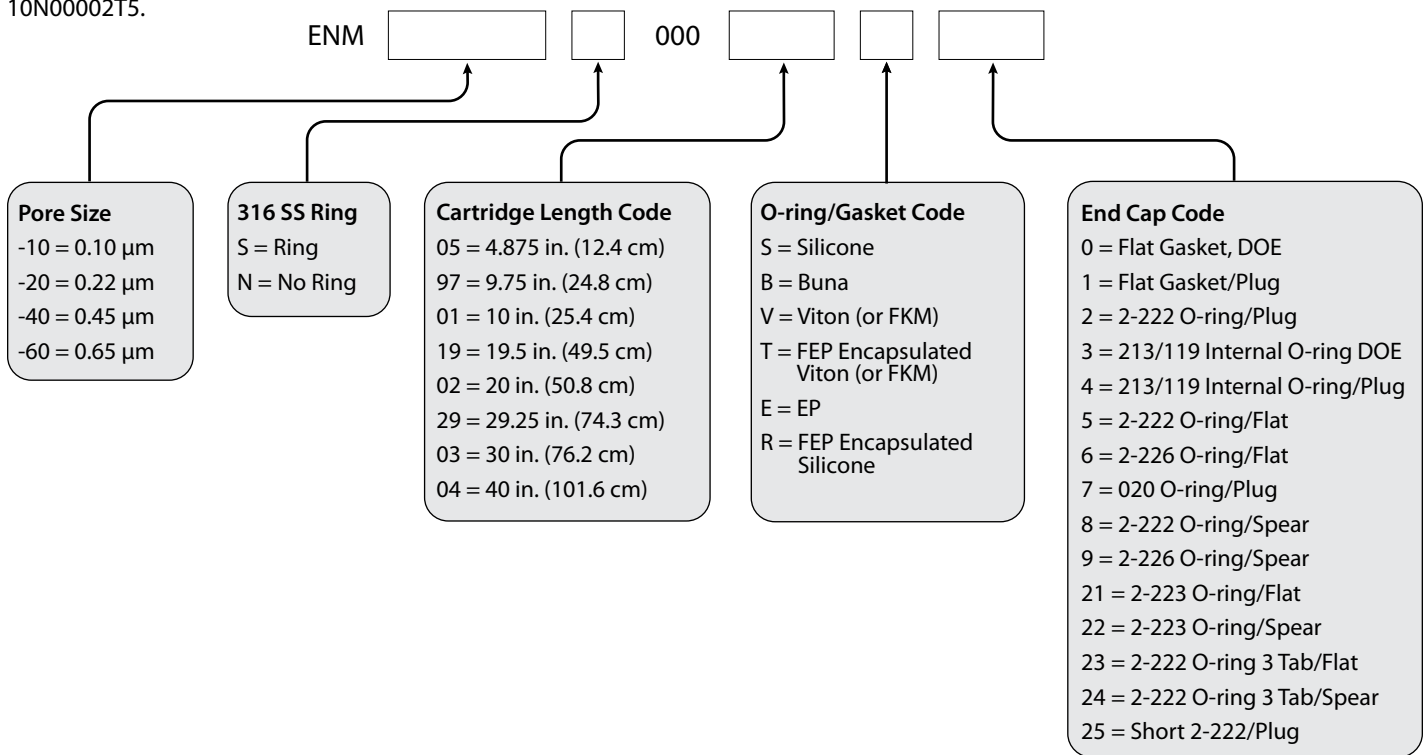 10N00002T5.
ENM 000
Pore Size
-10 = 0.10 µm
-20 = 0.22 µm
-40 = 0.45 µm
-60 = 0.65 µm
316 SS Ring
S = Ring
N = No Ring
Cartridge Length Code
05 = 4.875 in. (12.4 cm)
97 = 9.75 in. (24.8 cm)
01 = 10 in. (25.4 cm)
19 = 19.5 in. (49.5 cm)
02 = 20 in. (50.8 cm)
29 = 29.25 in. (74.3 cm)
03 = 30 in. (76.2 cm)
04 = 40 in. (101.6 cm)
O-ring/Gasket Code
S = Silicone
B = Buna
V = Viton (or FKM)
T = FEP Encapsulated
Viton (or FKM)
E = EP
R = FEP Encapsulated
Silicone
End Cap Code
0 = Flat Gasket, DOE
1 = Flat Gasket/Plug
2 = 2-222 O-ring/Plug
3 = 213/119 Internal O-ring DOE
4 = 213/119 Internal O-ring/Plug
5 = 2-222 O-ring/Flat
6 = 2-226 O-ring/Flat
7 = 020 O-ring/Plug
8 = 2-222 O-ring/Spear
9 = 2-226 O-ring/Spear
21 = 2-223 O-ring/Flat
22 = 2-223 O-ring/Spear
23 = 2-222 O-ring 3 Tab/Flat
24 = 2-222 O-ring 3 Tab/Spear
25 = Short 2-222/Plug